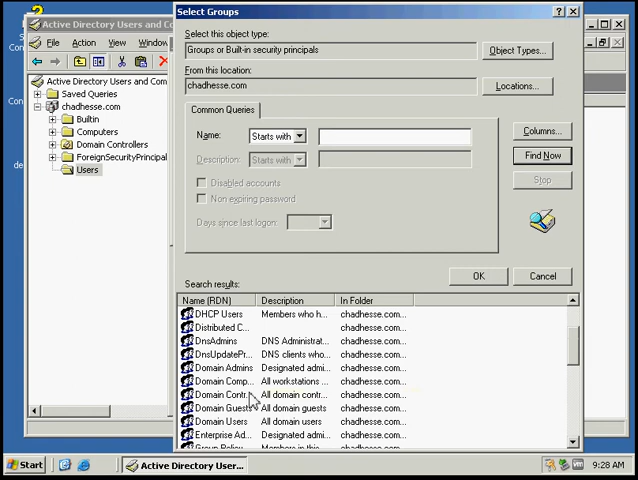 Active Directory Users and Co
File
Action
View
Window
Active Directory Users and Com
Saved Queries
chadhesse.com
Builtin
Computers
Domain Controllers
ForeignSecurityPrincipal
Users
Select Groups
Select this object type:
Groups or Built-in security principals
Object Types...
From this location:
chadhesse.com
Locations...
Common Queries
Name:
Starts with
Description:
Starts with
Disabled accounts
Non expiring password
Days since last logon:
Columns...
Find Now
Stop
OK
Cancel
Search results:
Name (RDN) Description In Folder
DHCP Users Members who h... chadhesse.com...
Distributed C... chadhesse.com...
DnsAdmins DNS Administrat... chadhesse.com...
DnsUpdatePr... DNS clients who... chadhesse.com...
Domain Admins Designated admi... chadhesse.com...
Domain Comp... All workstations ... chadhesse.com...
Domain Contr... All domain contr... chadhesse.com...
Domain Guests All domain guests chadhesse.com...
Domain Users All domain users chadhesse.com...
Enterprise Ad... Designated admi... chadhesse.com...
Group Policy... Members in this... chadhesse.com...
Start
Active Directory User...
9:28 AM